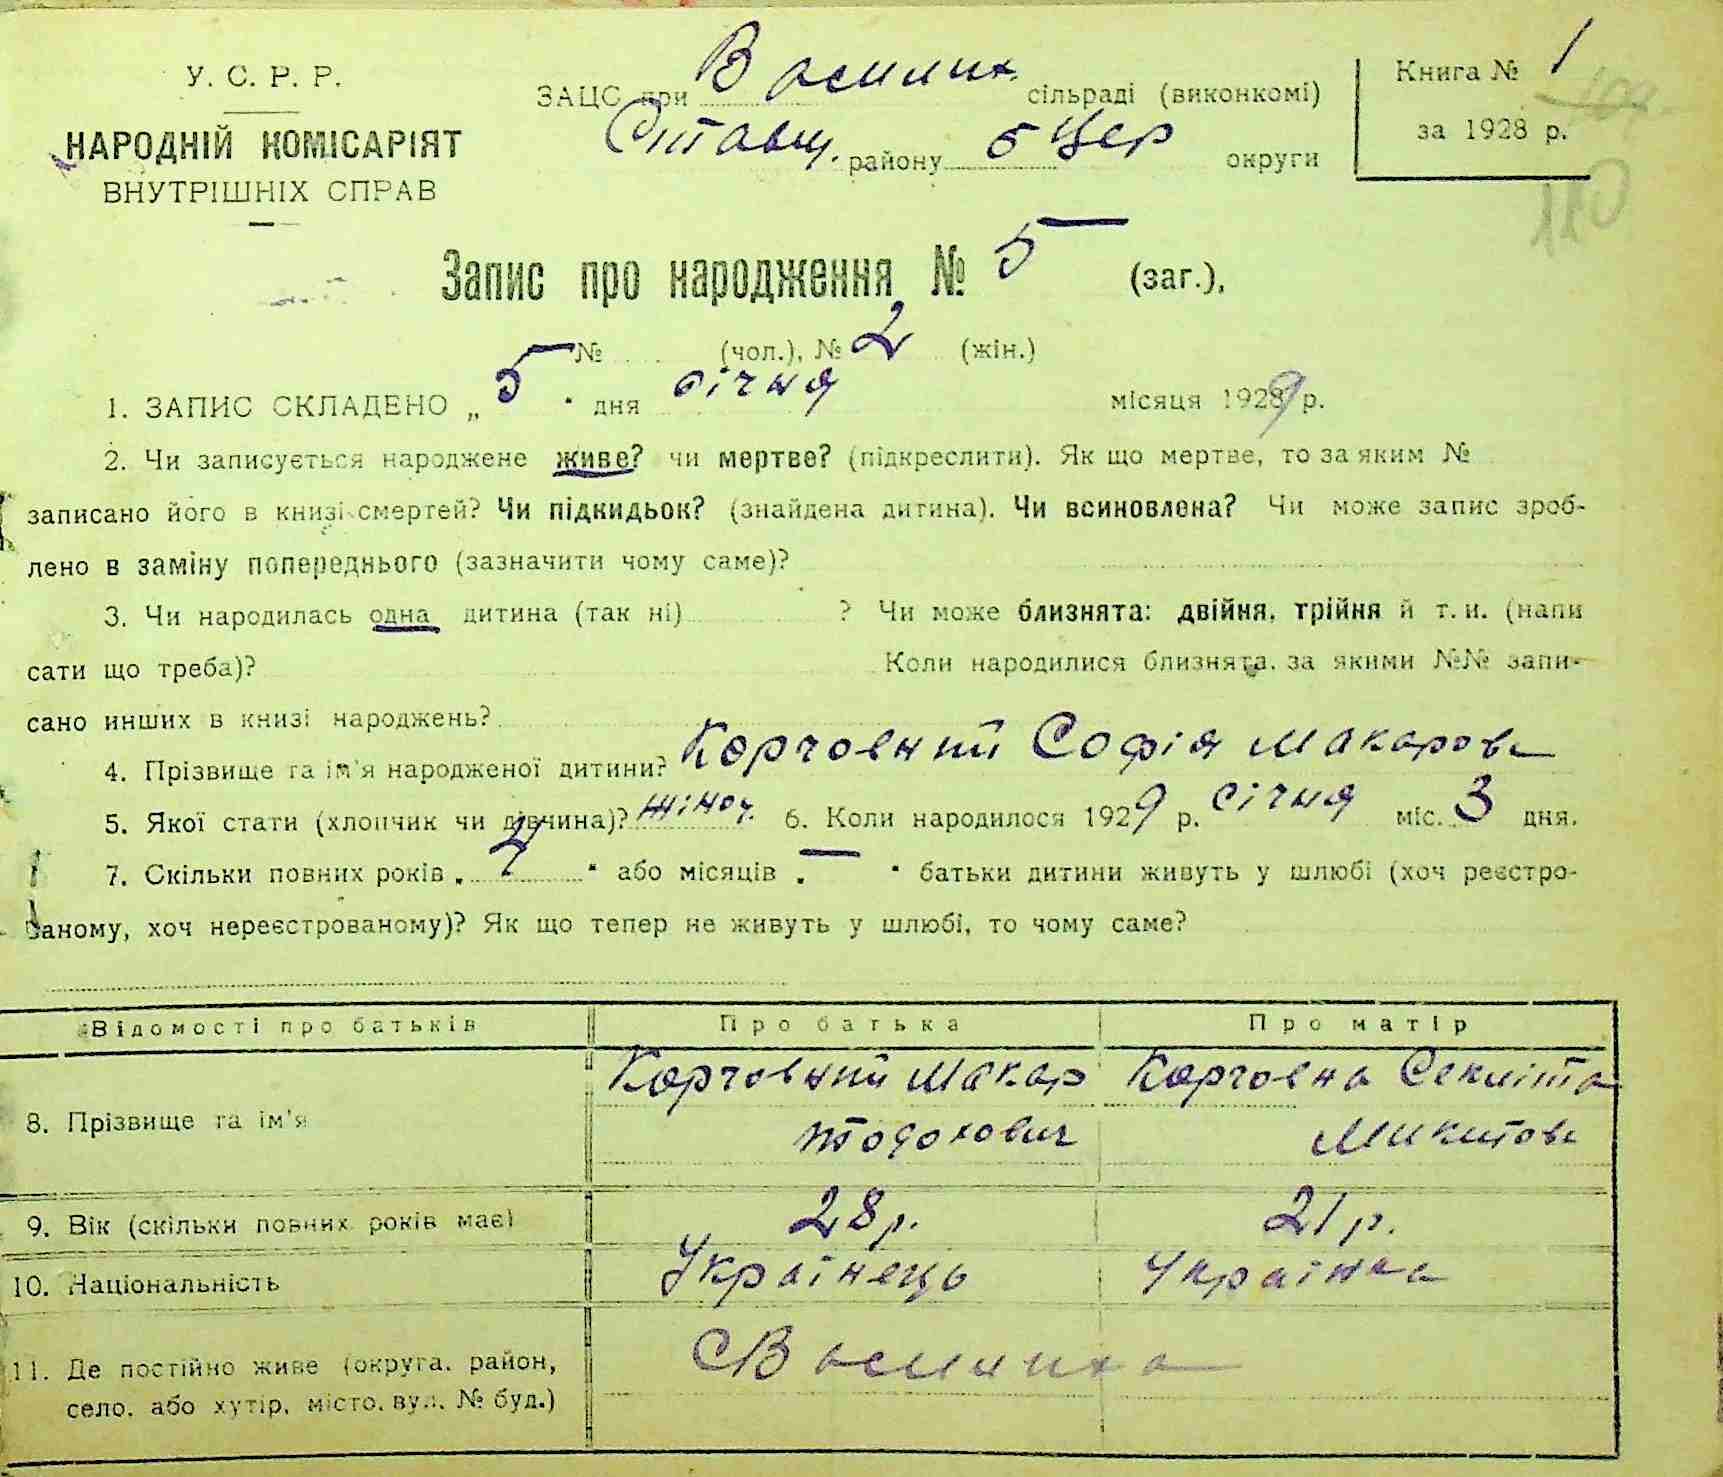 У. С. Р. Р.
НАРОДНІЙ КОМІСАРІЯТ
ВНУТРІШНІХ СПРАВ
ЗАЦС при Василих. сільраді (виконкомі)
Ставищ. району Б Цер округи
Книга № 1
за 1928 р.
110
Запис про народження № 5 (заг.),
№ (чол.), № 2 (жін.)
1. ЗАПИС СКЛАДЕНО „ 5 " дня січня місяця 1929 р.
2. Чи записується народжене живе? чи мертве? (підкреслити). Як що мертве, то за яким №
записано його в книзі смертей? Чи підкидьок? (знайдена дитина). Чи всиновлена? Чи може запис зроб-
лено в заміну попереднього (зазначити чому саме)?
3. Чи народилась одна дитина (так ні) ? Чи може близнята: двійня, трійня й т. и. (напи
сати що треба)? Коли народилися близнята, за якими №№ запи-
сано инших в книзі народжень?
4. Прізвище та ім'я народженої дитини? Корчовний Софія Макаров
5. Якої стати (хлопчик чи дівчина)? жіноч. 6. Коли народилося 1929 р. січня міс. 3 дня.
7. Скільки повних років „ " або місяців „ — " батьки дитини живуть у шлюбі (хоч реєстро-
ваному, хоч нереєстрованому)? Як що тепер не живуть у шлюбі, то чому саме?
Відомості про батьків Про батька Про матір
8. Прізвище та ім'я Корчовний Макар Корчовна Секліта
Тодохович Микитов
9. Вік (скільки повних років має) 28 р. 21 р.
10. Національність Українець Українка
11. Де постійно живе (округа, район,
село, або хутір, місто, вул. № буд.)